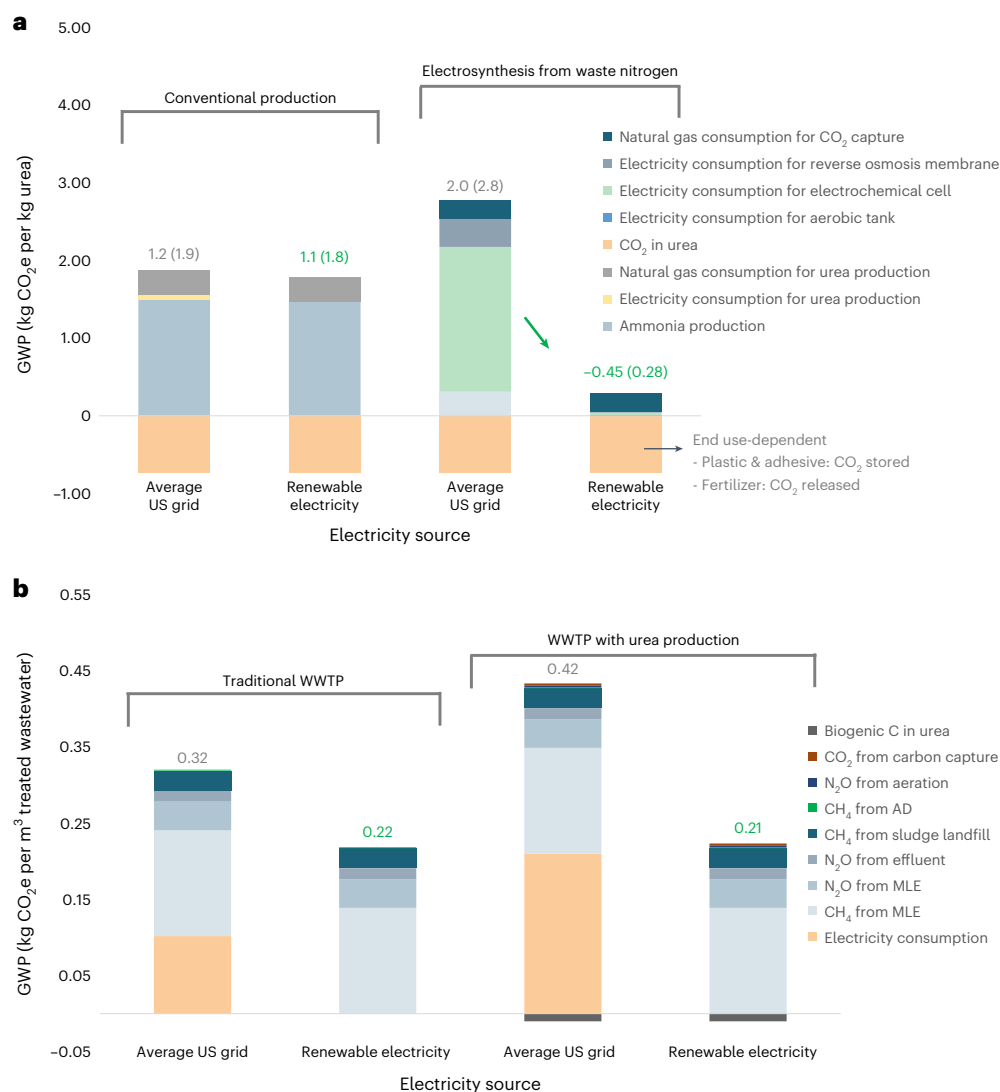 a
5.00
4.00
3.00
2.00
1.00
0
–1.00
GWP (kg CO2e per kg urea)
Conventional production
Electrosynthesis from waste nitrogen
1.2 (1.9)
1.1 (1.8)
2.0 (2.8)
–0.45 (0.28)
Natural gas consumption for CO2 capture
Electricity consumption for reverse osmosis membrane
Electricity consumption for electrochemical cell
Electricity consumption for aerobic tank
CO2 in urea
Natural gas consumption for urea production
Electricity consumption for urea production
Ammonia production
End use-dependent
- Plastic & adhesive: CO2 stored
- Fertilizer: CO2 released
Average
US grid
Renewable
electricity
Average
US grid
Renewable
electricity
Electricity source
b
0.55
0.45
0.35
0.25
0.15
0.05
–0.05
GWP (kg CO2e per m3 treated wastewater)
Traditional WWTP
WWTP with urea production
0.32
0.22
0.42
0.21
Biogenic C in urea
CO2 from carbon capture
N2O from aeration
CH4 from AD
CH4 from sludge landfill
N2O from effluent
N2O from MLE
CH4 from MLE
Electricity consumption
Average US grid
Renewable electricity
Average US grid
Renewable electricity
Electricity source